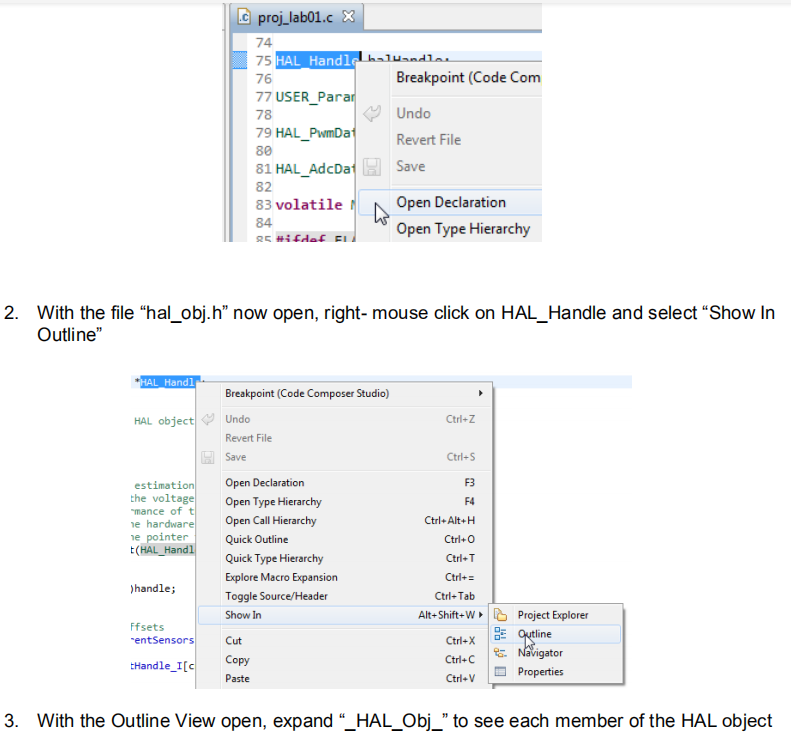 proj_lab01.c
74
75 HAL_Handle halHandle;
76
Breakpoint (Code Com
77 USER_Parar
78
Undo
79 HAL_PwmDat
Revert File
80
81 HAL_AdcDat
Save
82
83 volatile
Open Declaration
84
Open Type Hierarchy
85 #ifdef FLA
2. With the file “hal_obj.h” now open, right- mouse click on HAL_Handle and select “Show In
Outline”
*HAL_Handl
Breakpoint (Code Composer Studio)
HAL object
Undo Ctrl+Z
Revert File
Save Ctrl+S
estimation
Open Declaration F3
the voltage
Open Type Hierarchy F4
rmance of t
Open Call Hierarchy Ctrl+Alt+H
he hardware
he pointer
Quick Outline Ctrl+O
t(HAL_Handl
Quick Type Hierarchy Ctrl+T
Explore Macro Expansion Ctrl+=
)handle;
Toggle Source/Header Ctrl+Tab
Show In Alt+Shift+W
Project Explorer
ffsets
Outline
rentSensors
Cut Ctrl+X
Navigator
Copy Ctrl+C
tHandle_I[c
Properties
Paste Ctrl+V
3. With the Outline View open, expand “_HAL_Obj_” to see each member of the HAL object